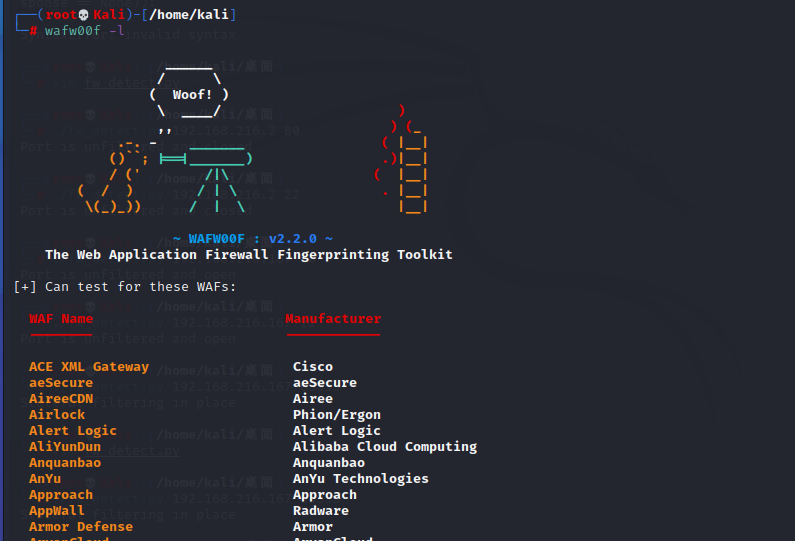 (root💀Kali)-[/home/kali]
# wafw00f -l
( Woof! )
~ WAFW00F : v2.2.0 ~
The Web Application Firewall Fingerprinting Toolkit
[+] Can test for these WAFs:
WAF Name Manufacturer
ACE XML Gateway Cisco
aeSecure aeSecure
AireeCDN Airee
Airlock Phion/Ergon
Alert Logic Alert Logic
AliYunDun Alibaba Cloud Computing
Anquanbao Anquanbao
AnYu AnYu Technologies
Approach Approach
AppWall Radware
Armor Defense Armor